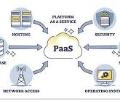 PLATFORM
AS A SERVICE
HOSTING
SECURITY
PaaS
NETWORK ACCESS
OPERATING SYSTEM